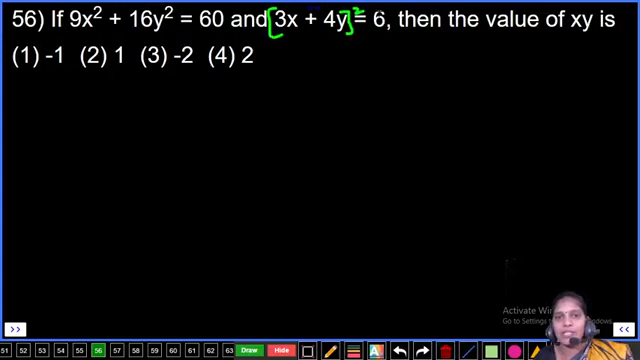 56) If 9x² + 16y² = 60 and [3x + 4y]² = 6, then the value of xy is
(1) -1 (2) 1 (3) -2 (4) 2
Activate Win
Go to Settings to Windows.
>> <<
51 52 53 54 55 56 57 58 59 60 61 62 63 Draw Hide